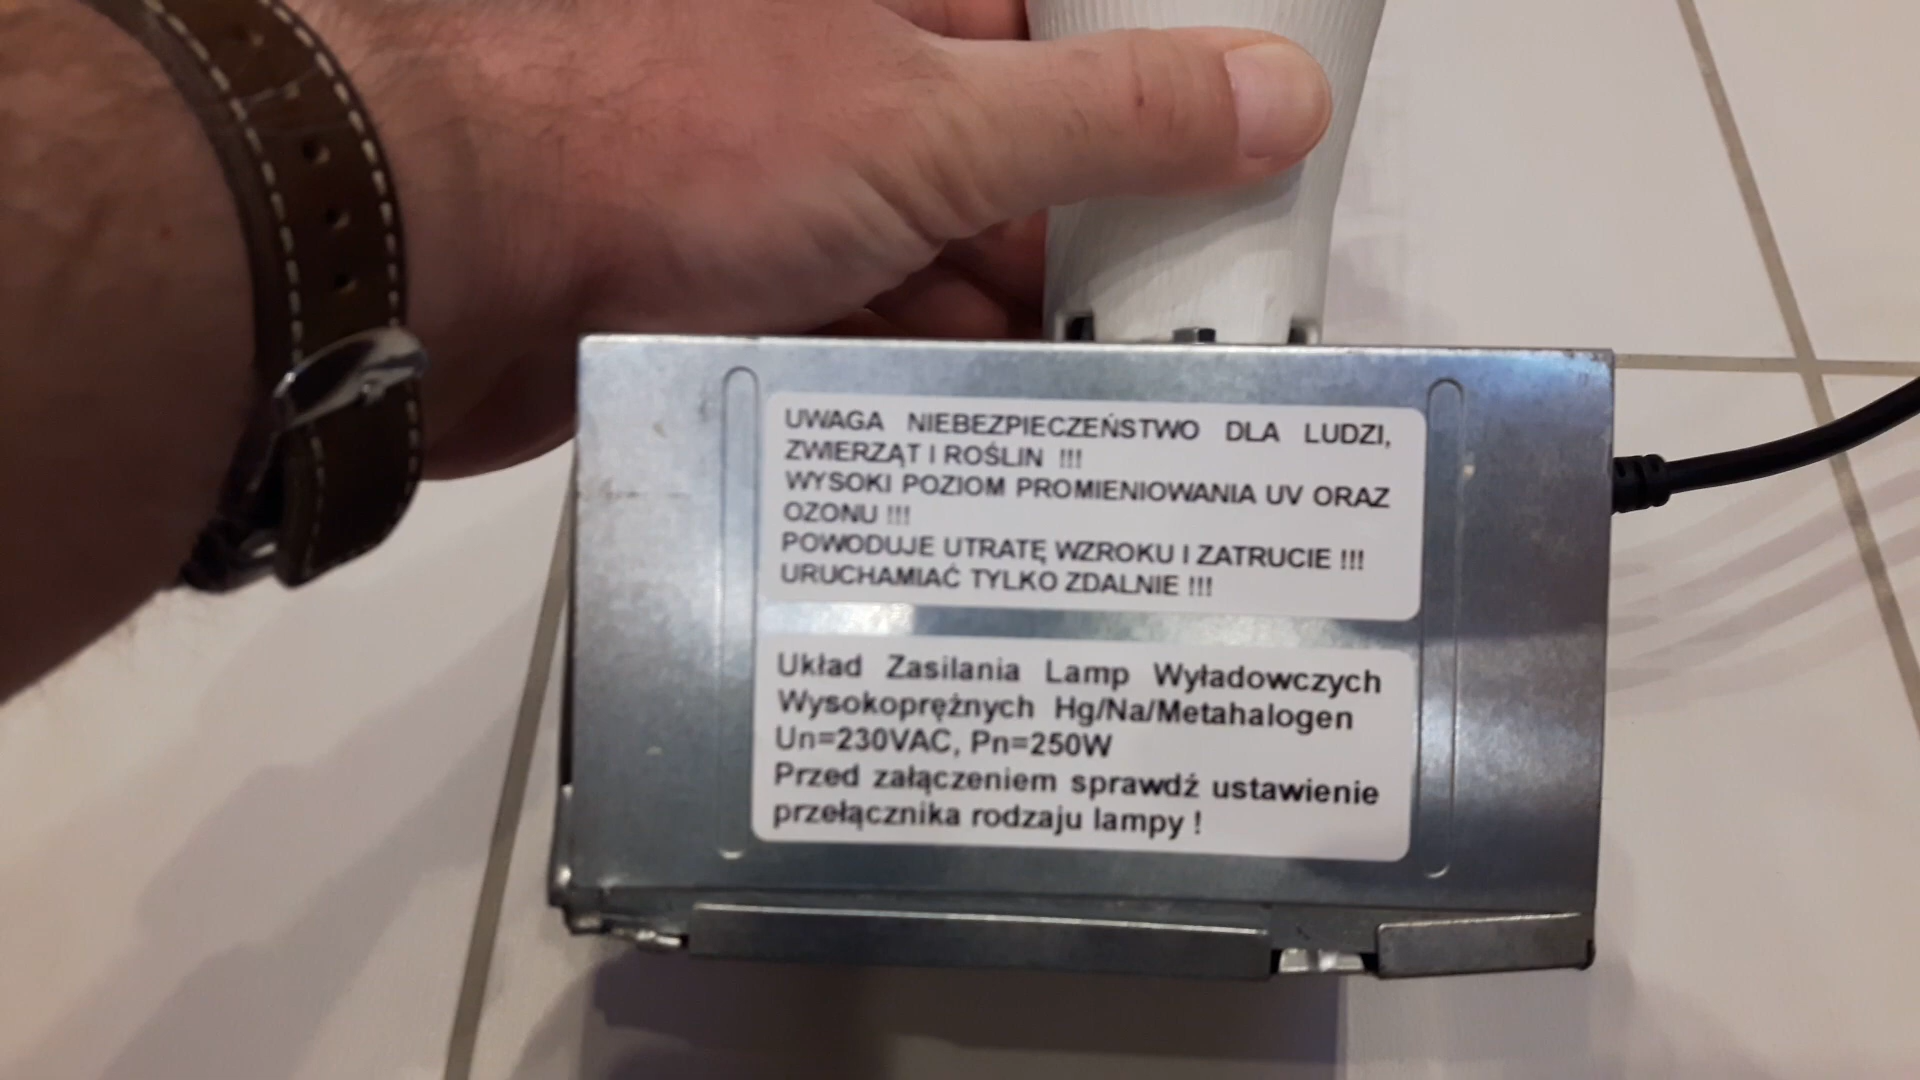 UWAGA NIEBEZPIECZEŃSTWO DLA LUDZI,
ZWIERZĄT I ROŚLIN !!!
WYSOKI POZIOM PROMIENIOWANIA UV ORAZ
OZONU !!!
POWODUJE UTRATĘ WZROKU I ZATRUCIE !!!
URUCHAMIAĆ TYLKO ZDALNIE !!!
Układ Zasilania Lamp Wyładowczych
Wysokoprężnych Hg/Na/Metahalogen
Un=230VAC, Pn=250W
Przed załączeniem sprawdź ustawienie
przełącznika rodzaju lampy !